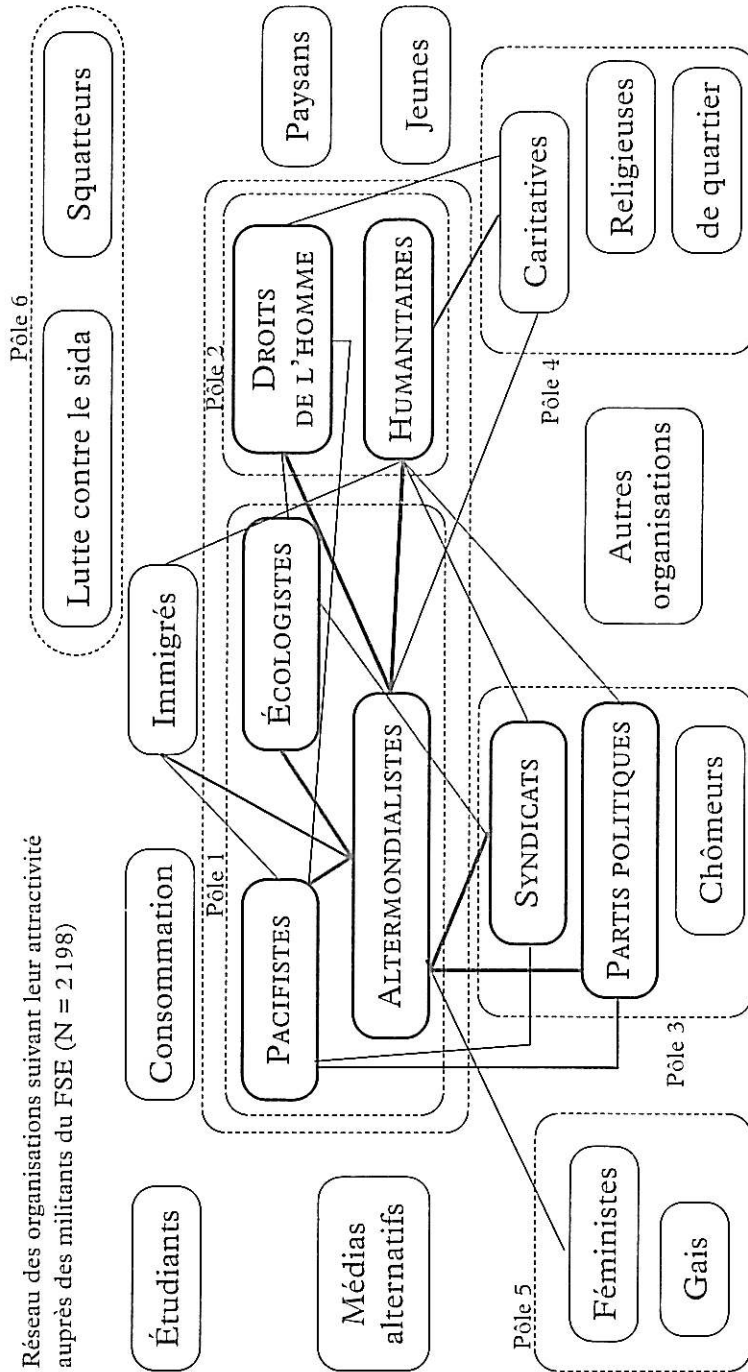 Réseau des organisations suivant leur attractivité
auprès des militants du FSE (N = 2198)
Pôle 6
Lutte contre le sida
Squatteurs
Étudiants
Consommation
Immigrés
Pôle 1
Pôle 2
PACIFISTES
ÉCOLOGISTES
DROITS
DE L'HOMME
Paysans
Médias
alternatifs
ALTERMONDIALISTES
HUMANITAIRES
Jeunes
Pôle 5
Féministes
Gais
Pôle 3
SYNDICATS
PARTIS POLITIQUES
Chômeurs
Autres
organisations
Pôle 4
Caritatives
Religieuses
de quartier